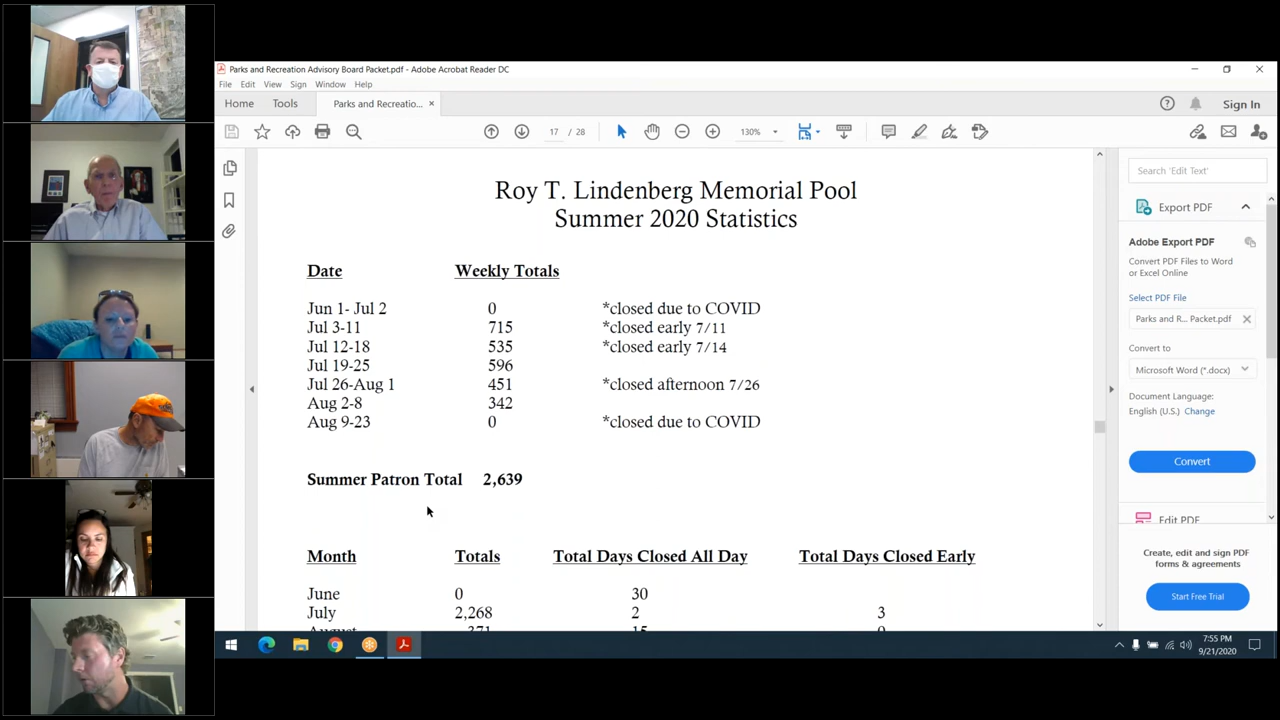 Parks and Recreation Advisory Board Packet.pdf - Adobe Acrobat Reader DC
File Edit View Sign Window Help
Home Tools Parks and Recreatio... × Sign In
17 / 28 130%
Roy T. Lindenberg Memorial Pool
Summer 2020 Statistics
Date Weekly Totals
Jun 1- Jul 2 0 *closed due to COVID
Jul 3-11 715 *closed early 7/11
Jul 12-18 535 *closed early 7/14
Jul 19-25 596
Jul 26-Aug 1 451 *closed afternoon 7/26
Aug 2-8 342
Aug 9-23 0 *closed due to COVID
Summer Patron Total 2,639
Month Totals Total Days Closed All Day Total Days Closed Early
June 0 30
July 2,268 2 3
August 371 15 0
Search 'Edit Text'
Export PDF
Adobe Export PDF
Convert PDF Files to Word
or Excel Online
Select PDF File
Parks and R... Packet.pdf ×
Convert to
Microsoft Word (*.docx)
Document Language:
English (U.S.) Change
Convert
Edit PDF
Create, edit and sign PDF
forms & agreements
Start Free Trial
7:55 PM
9/21/2020